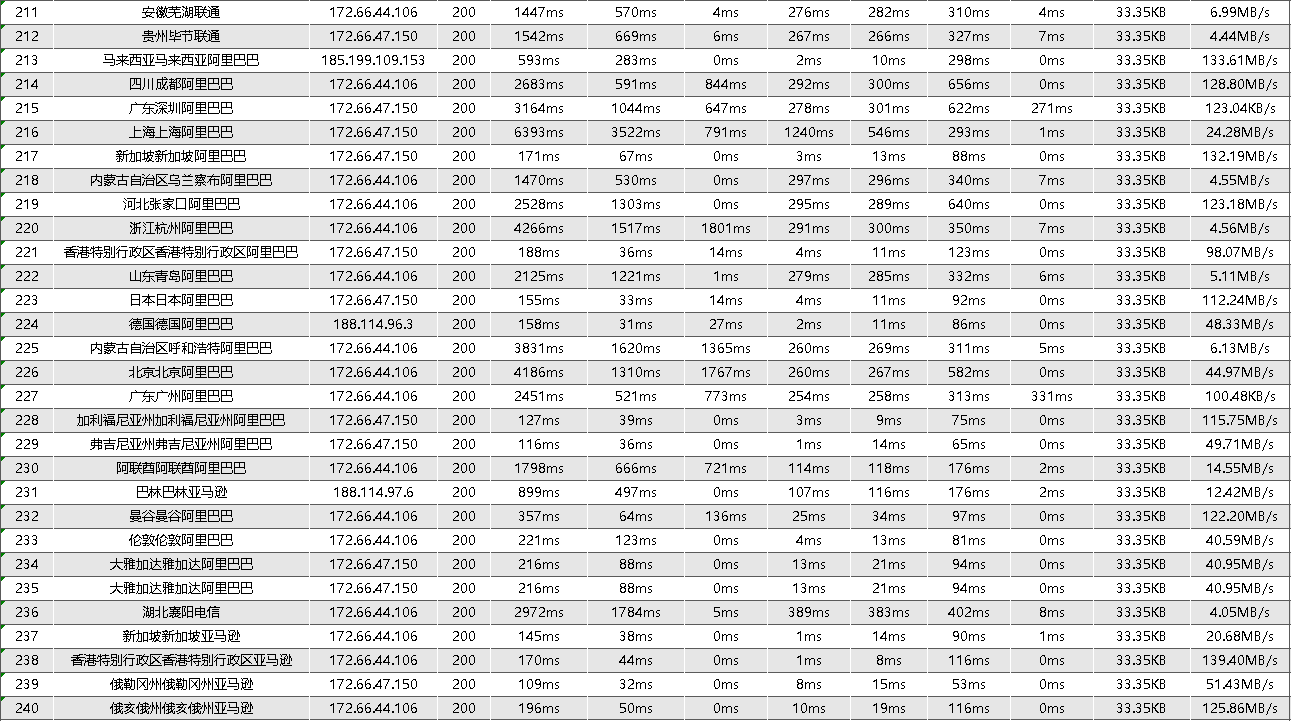 211 安徽芜湖联通 172.66.44.106 200 1447ms 570ms 4ms 276ms 282ms 310ms 4ms 33.35KB 6.99MB/s
212 贵州毕节联通 172.66.47.150 200 1542ms 669ms 6ms 267ms 266ms 327ms 7ms 33.35KB 4.44MB/s
213 马来西亚马来西亚阿里巴巴 185.199.109.153 200 593ms 283ms 0ms 2ms 10ms 298ms 0ms 33.35KB 133.61MB/s
214 四川成都阿里巴巴 172.66.44.106 200 2683ms 591ms 844ms 292ms 300ms 656ms 0ms 33.35KB 128.80MB/s
215 广东深圳阿里巴巴 172.66.47.150 200 3164ms 1044ms 647ms 278ms 301ms 622ms 271ms 33.35KB 123.04KB/s
216 上海上海阿里巴巴 172.66.47.150 200 6393ms 3522ms 791ms 1240ms 546ms 293ms 1ms 33.35KB 24.28MB/s
217 新加坡新加坡阿里巴巴 172.66.47.150 200 171ms 67ms 0ms 3ms 13ms 88ms 0ms 33.35KB 132.19MB/s
218 内蒙古自治区乌兰察布阿里巴巴 172.66.44.106 200 1470ms 530ms 0ms 297ms 296ms 340ms 7ms 33.35KB 4.55MB/s
219 河北张家口阿里巴巴 172.66.44.106 200 2528ms 1303ms 0ms 295ms 289ms 640ms 0ms 33.35KB 123.18MB/s
220 浙江杭州阿里巴巴 172.66.44.106 200 4266ms 1517ms 1801ms 291ms 300ms 350ms 7ms 33.35KB 4.56MB/s
221 香港特别行政区香港特别行政区阿里巴巴 172.66.47.150 200 188ms 36ms 14ms 4ms 11ms 123ms 0ms 33.35KB 98.07MB/s
222 山东青岛阿里巴巴 172.66.44.106 200 2125ms 1221ms 1ms 279ms 285ms 332ms 6ms 33.35KB 5.11MB/s
223 日本日本阿里巴巴 172.66.47.150 200 155ms 33ms 14ms 4ms 11ms 92ms 0ms 33.35KB 112.24MB/s
224 德国德国阿里巴巴 188.114.96.3 200 158ms 31ms 27ms 2ms 11ms 86ms 0ms 33.35KB 48.33MB/s
225 内蒙古自治区呼和浩特阿里巴巴 172.66.44.106 200 3831ms 1620ms 1365ms 260ms 269ms 311ms 5ms 33.35KB 6.13MB/s
226 北京北京阿里巴巴 172.66.44.106 200 4186ms 1310ms 1767ms 260ms 267ms 582ms 0ms 33.35KB 44.97MB/s
227 广东广州阿里巴巴 172.66.44.106 200 2451ms 521ms 773ms 254ms 258ms 313ms 331ms 33.35KB 100.48KB/s
228 加利福尼亚州加利福尼亚州阿里巴巴 172.66.47.150 200 127ms 39ms 0ms 3ms 9ms 75ms 0ms 33.35KB 115.75MB/s
229 弗吉尼亚州弗吉尼亚州阿里巴巴 172.66.47.150 200 116ms 36ms 0ms 1ms 14ms 65ms 0ms 33.35KB 49.71MB/s
230 阿联酋阿联酋阿里巴巴 172.66.44.106 200 1798ms 666ms 721ms 114ms 118ms 176ms 2ms 33.35KB 14.55MB/s
231 巴林巴林亚马逊 188.114.97.6 200 899ms 497ms 0ms 107ms 116ms 176ms 2ms 33.35KB 12.42MB/s
232 曼谷曼谷阿里巴巴 172.66.44.106 200 357ms 64ms 136ms 25ms 34ms 97ms 0ms 33.35KB 122.20MB/s
233 伦敦伦敦阿里巴巴 172.66.44.106 200 221ms 123ms 0ms 4ms 13ms 81ms 0ms 33.35KB 40.59MB/s
234 大雅加达雅加达阿里巴巴 172.66.47.150 200 216ms 88ms 0ms 13ms 21ms 94ms 0ms 33.35KB 40.95MB/s
235 大雅加达雅加达阿里巴巴 172.66.47.150 200 216ms 88ms 0ms 13ms 21ms 94ms 0ms 33.35KB 40.95MB/s
236 湖北襄阳电信 172.66.44.106 200 2972ms 1784ms 5ms 389ms 383ms 402ms 8ms 33.35KB 4.05MB/s
237 新加坡新加坡亚马逊 172.66.44.106 200 145ms 38ms 0ms 1ms 14ms 90ms 1ms 33.35KB 20.68MB/s
238 香港特别行政区香港特别行政区亚马逊 172.66.44.106 200 170ms 44ms 0ms 1ms 8ms 116ms 0ms 33.35KB 139.40MB/s
239 俄勒冈州俄勒冈州亚马逊 172.66.47.150 200 109ms 32ms 0ms 8ms 15ms 53ms 0ms 33.35KB 51.43MB/s
240 俄亥俄州俄亥俄州亚马逊 172.66.44.106 200 196ms 50ms 0ms 10ms 19ms 116ms 0ms 33.35KB 125.86MB/s